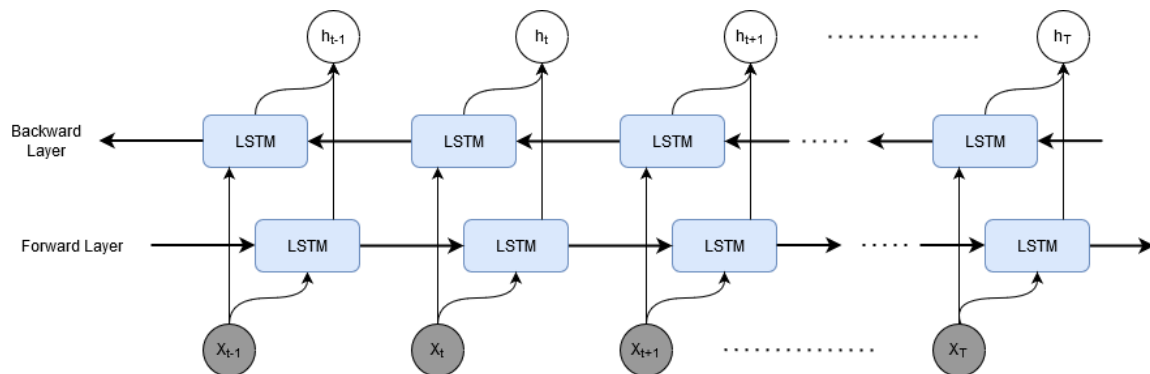 h_{t-1} h_t h_{t+1} h_T
Backward
Layer
LSTM LSTM LSTM LSTM
Forward Layer
LSTM LSTM LSTM LSTM
X_{t-1} X_t X_{t+1} X_T